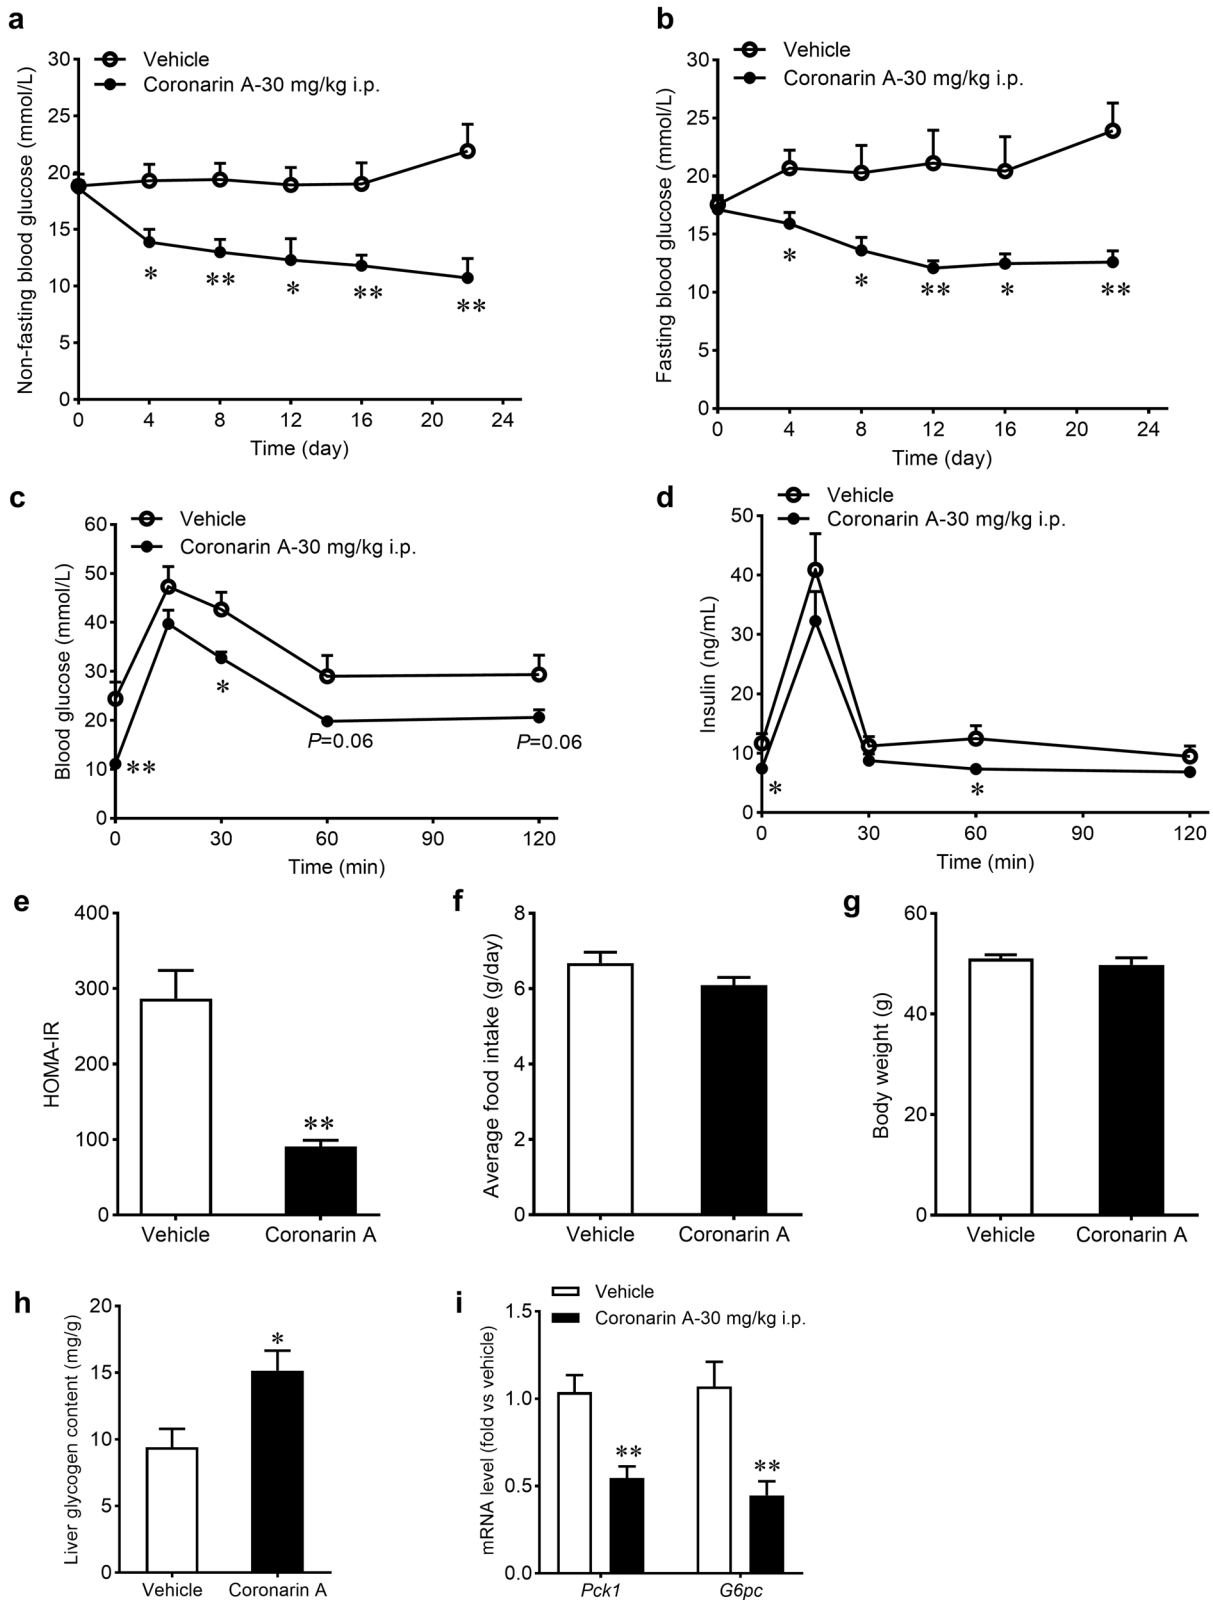 a
Vehicle
Coronarin A-30 mg/kg i.p.
Non-fasting blood glucose (mmol/L)
30
25
20
15
10
5
0
* ** * ** **
0 4 8 12 16 20 24
Time (day)
b
Vehicle
Coronarin A-30 mg/kg i.p.
Fasting blood glucose (mmol/L)
30
25
20
15
10
5
0
* * ** * **
0 4 8 12 16 20 24
Time (day)
c
Vehicle
Coronarin A-30 mg/kg i.p.
Blood glucose (mmol/L)
60
50
40
30
20
10
0
** * P=0.06 P=0.06
0 30 60 90 120
Time (min)
d
Vehicle
Coronarin A-30 mg/kg i.p.
Insulin (ng/mL)
50
40
30
20
10
0
* *
0 30 60 90 120
Time (min)
e
HOMA-IR
400
300
200
100
0
**
Vehicle Coronarin A
f
Average food intake (g/day)
8
6
4
2
0
Vehicle Coronarin A
g
Body weight (g)
60
40
20
0
Vehicle Coronarin A
h
Liver glycogen content (mg/g)
20
15
10
5
0
*
Vehicle Coronarin A
i
Vehicle
Coronarin A-30 mg/kg i.p.
mRNA level (fold vs vehicle)
1.5
1.0
0.5
0.0
** **
Pck1 G6pc